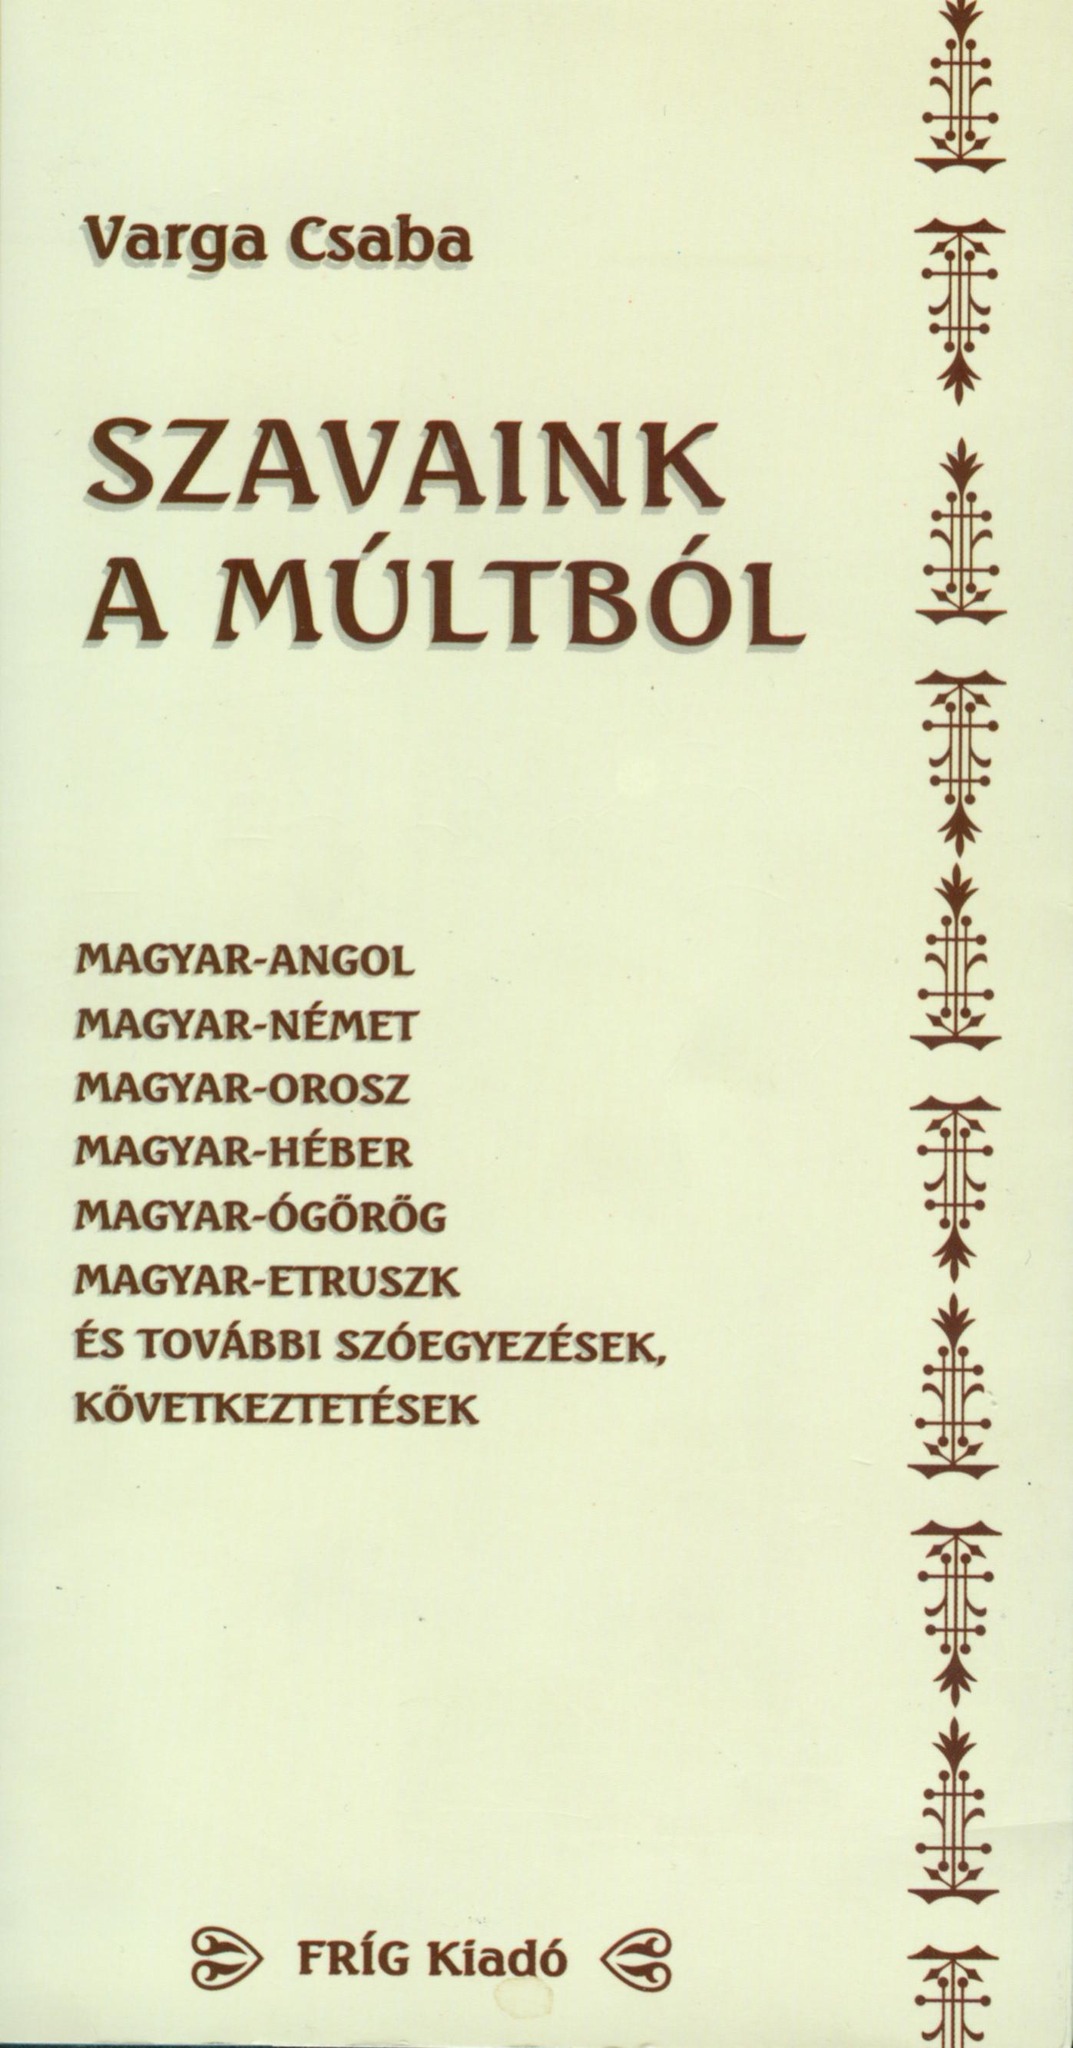 Varga Csaba
SZAVAINK
A MÚLTBÓL
MAGYAR-ANGOL
MAGYAR-NÉMET
MAGYAR-OROSZ
MAGYAR-HÉBER
MAGYAR-ÓGÖRÖG
MAGYAR-ETRUSZK
ÉS TOVÁBBI SZÓEGYEZÉSEK,
KÖVETKEZTETÉSEK
FRÍG Kiadó